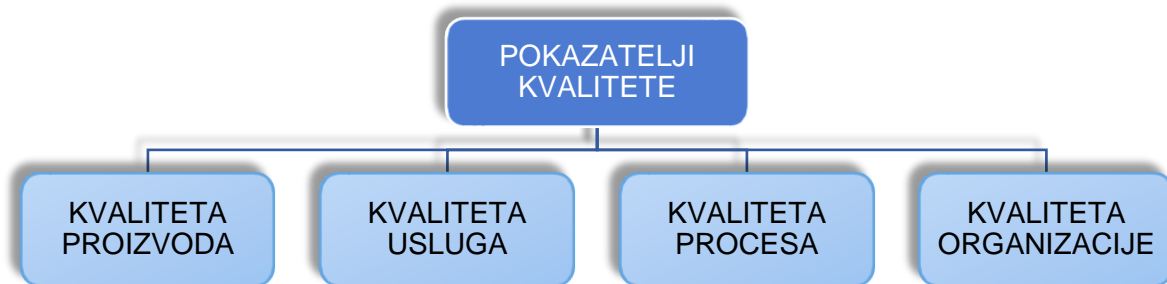 POKAZATELJI
KVALITETE
KVALITETA
PROIZVODA
KVALITETA
USLUGA
KVALITETA
PROCESA
KVALITETA
ORGANIZACIJE